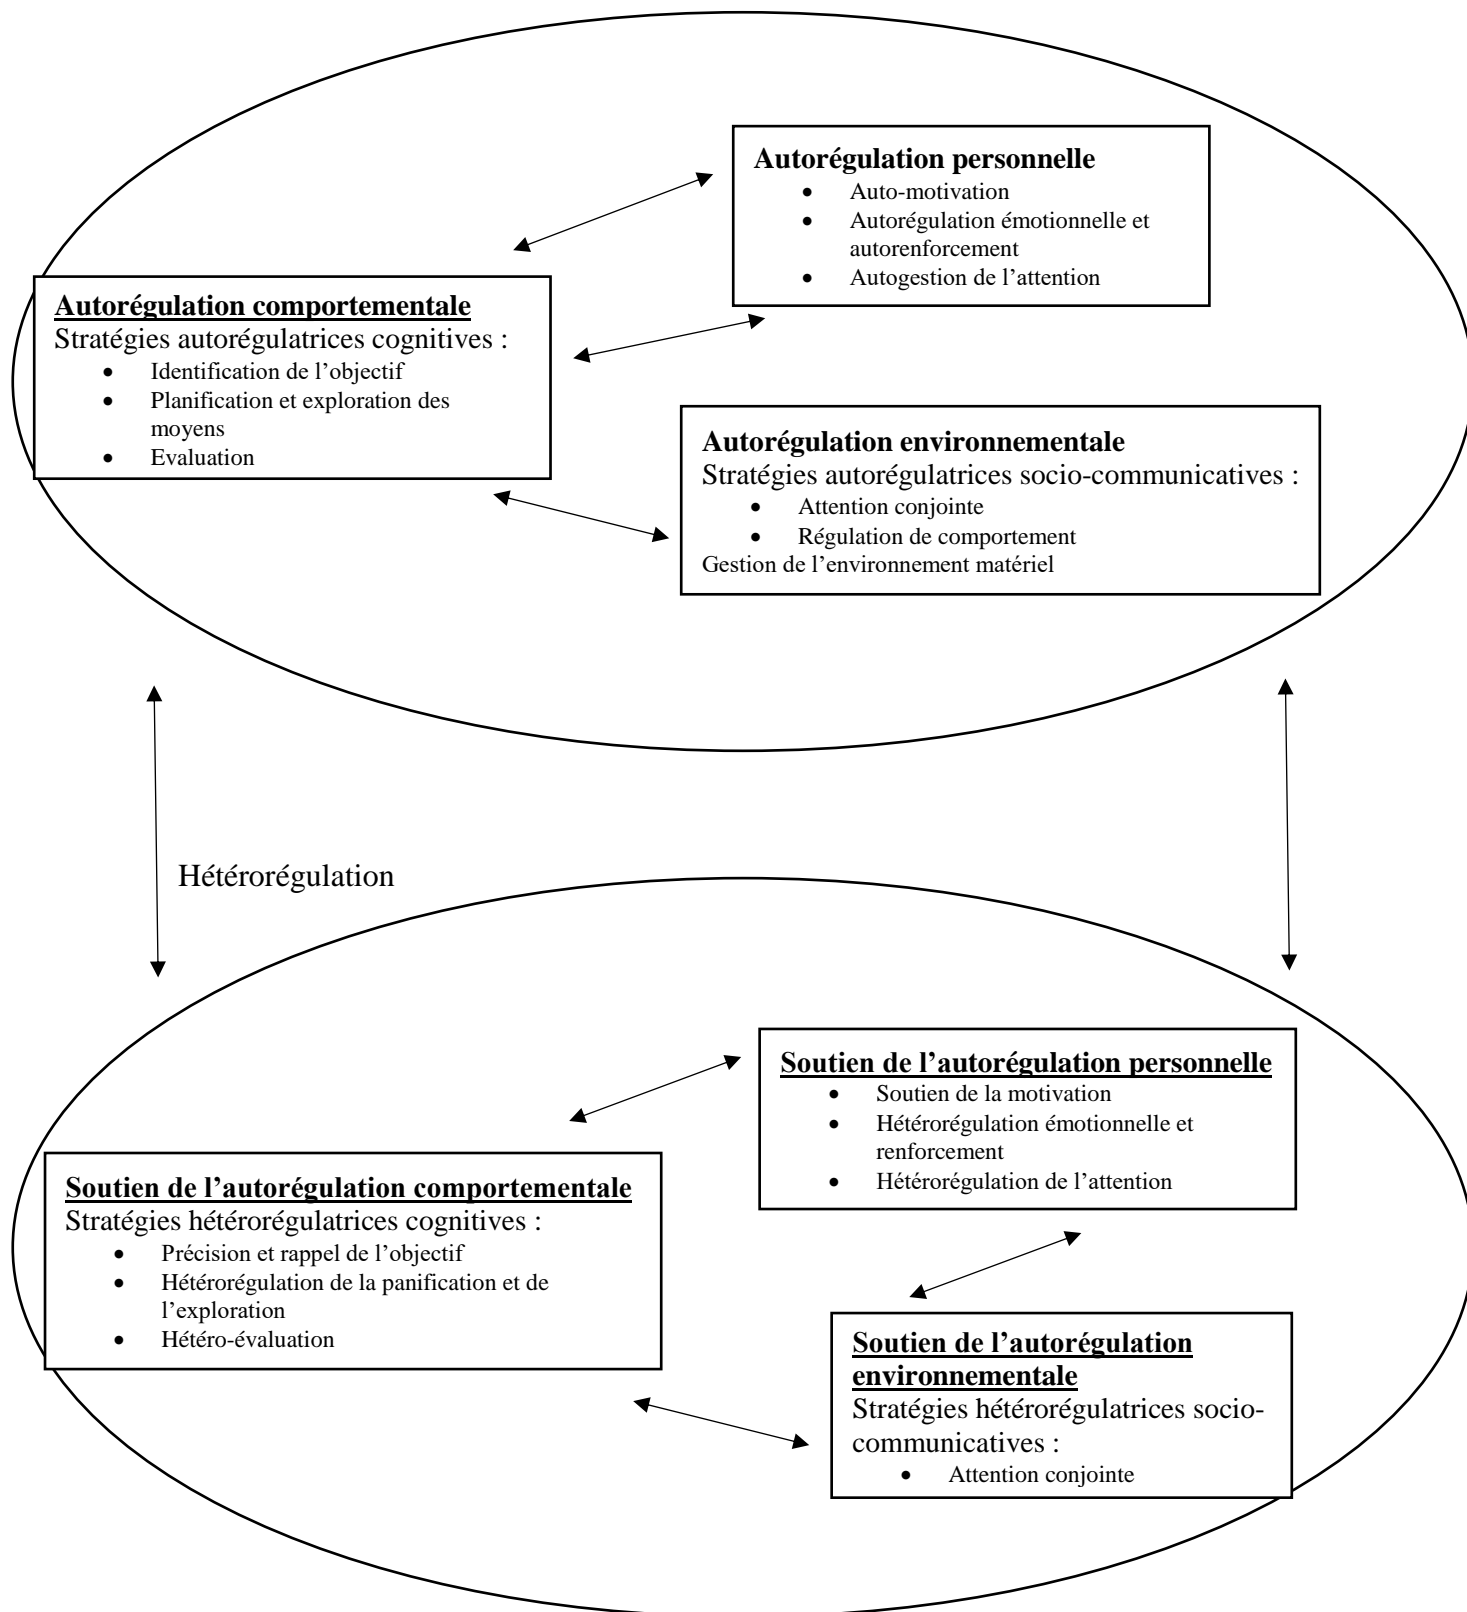 Autorégulation personnelle
• Auto-motivation
• Autorégulation émotionnelle et
autorenforcement
• Autogestion de l’attention
Autorégulation comportementale
Stratégies autorégulatrices cognitives :
• Identification de l’objectif
• Planification et exploration des
moyens
• Evaluation
Autorégulation environnementale
Stratégies autorégulatrices socio-communicatives :
• Attention conjointe
• Régulation de comportement
Gestion de l’environnement matériel
Hétérorégulation
Soutien de l’autorégulation personnelle
• Soutien de la motivation
• Hétérorégulation émotionnelle et
renforcement
• Hétérorégulation de l’attention
Soutien de l’autorégulation comportementale
Stratégies hétérorégulatrices cognitives :
• Précision et rappel de l’objectif
• Hétérorégulation de la panification et de
l’exploration
• Hétéro-évaluation
Soutien de l’autorégulation
environnementale
Stratégies hétérorégulatrices socio-
communicatives :
• Attention conjointe